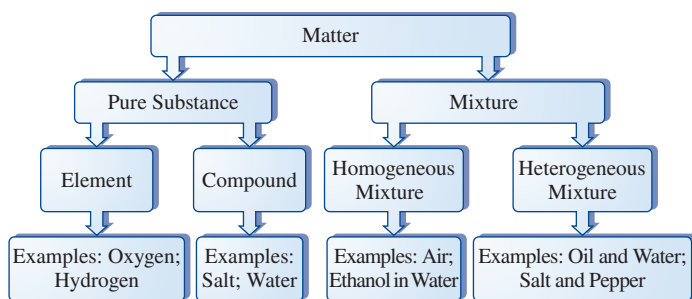 Matter
Pure Substance
Mixture
Element
Compound
Homogeneous
Mixture
Heterogeneous
Mixture
Examples: Oxygen;
Hydrogen
Examples:
Salt; Water
Examples: Air;
Ethanol in Water
Examples: Oil and Water;
Salt and Pepper